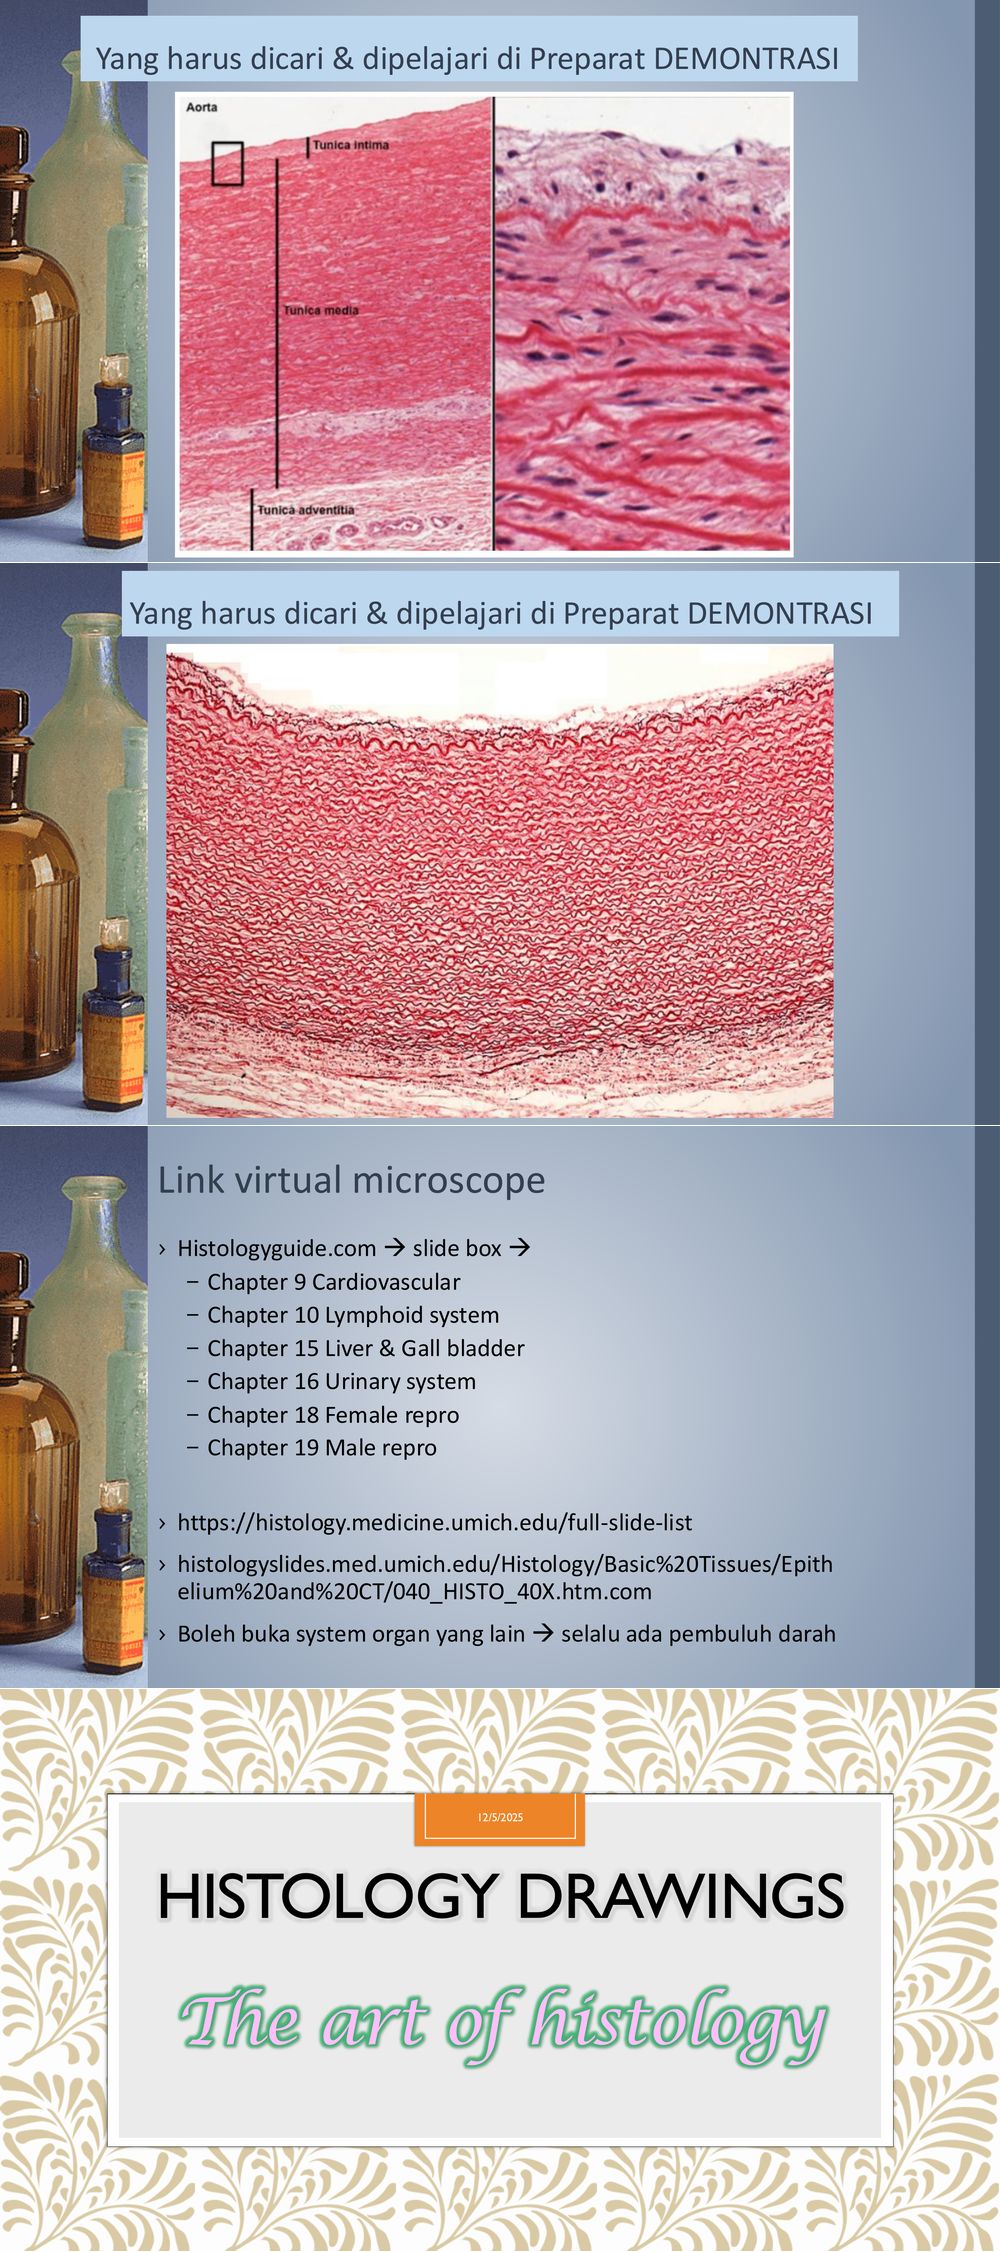 Yang harus dicari & dipelajari di Preparat DEMONTRASI
Aorta
Tunica intima
Tunica media
Tunica adventitia
Yang harus dicari & dipelajari di Preparat DEMONTRASI
Link virtual microscope
› Histologyguide.com → slide box →
– Chapter 9 Cardiovascular
– Chapter 10 Lymphoid system
– Chapter 15 Liver & Gall bladder
– Chapter 16 Urinary system
– Chapter 18 Female repro
– Chapter 19 Male repro
› https://histology.medicine.umich.edu/full-slide-list
› histologyslides.med.umich.edu/Histology/Basic%20Tissues/Epith
elium%20and%20CT/040_HISTO_40X.htm.com
› Boleh buka system organ yang lain → selalu ada pembuluh darah
12/5/2025
HISTOLOGY DRAWINGS
The art of histology